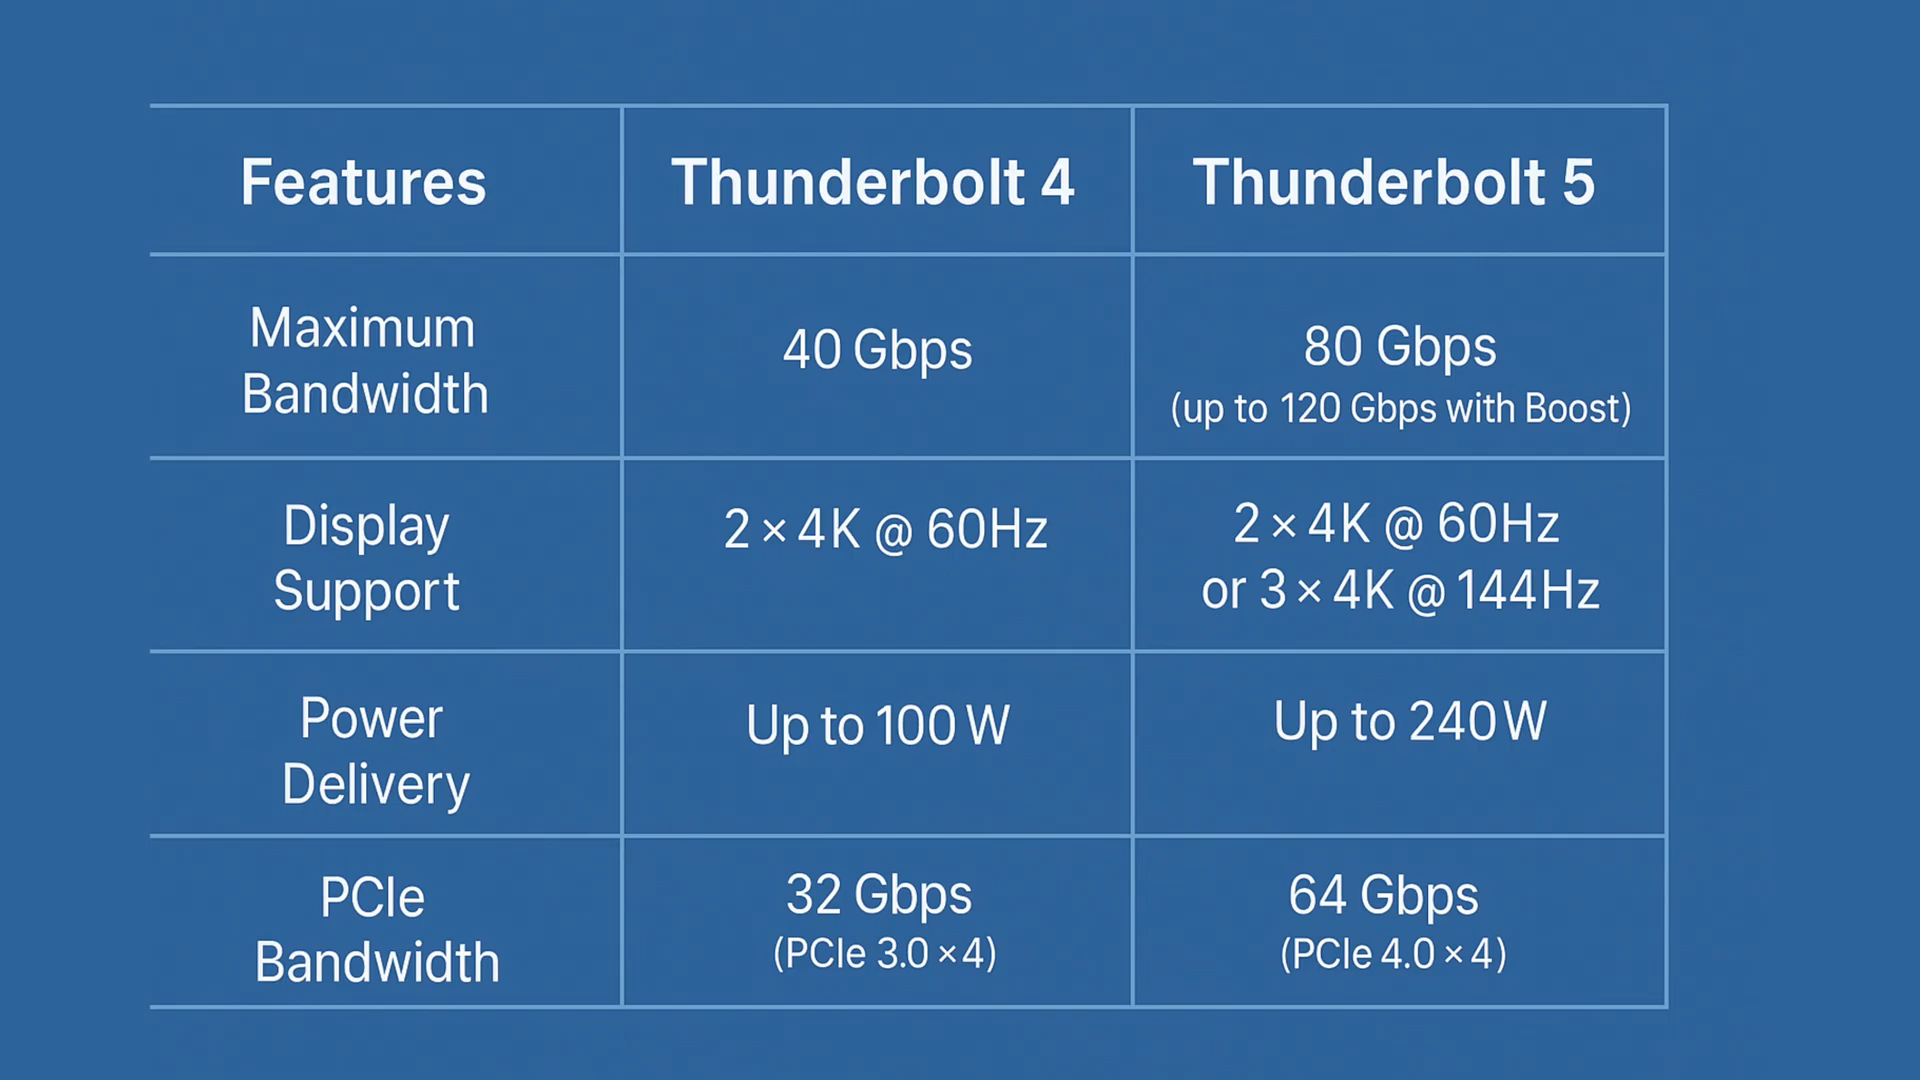 Features Thunderbolt 4 Thunderbolt 5
Maximum
Bandwidth
40 Gbps
80 Gbps
(up to 120 Gbps with Boost)
Display
Support
2 × 4K @ 60Hz
2 × 4K @ 60Hz
or 3 × 4K @ 144Hz
Power
Delivery
Up to 100 W
Up to 240 W
PCIe
Bandwidth
32 Gbps
(PCIe 3.0 × 4)
64 Gbps
(PCIe 4.0 × 4)